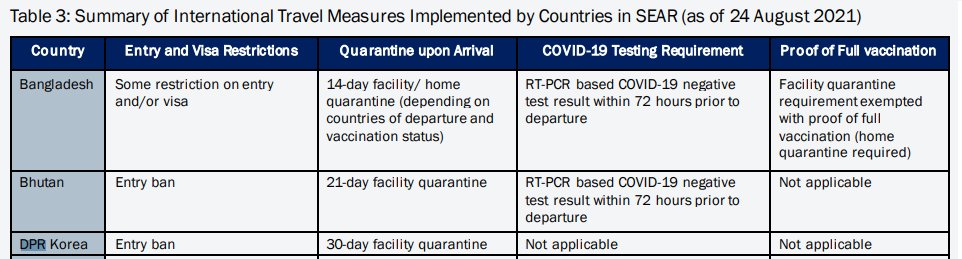 Table 3: Summary of International Travel Measures Implemented by Countries in SEAR (as of 24 August 2021)
Country Entry and Visa Restrictions Quarantine upon Arrival COVID-19 Testing Requirement Proof of Full vaccination
Bangladesh Some restriction on entry 14-day facility/ home RT-PCR based COVID-19 negative Facility quarantine
and/or visa quarantine (depending on test result within 72 hours prior to requirement exempted
countries of departure and departure with proof of full
vaccination status) vaccination (home
quarantine required)
Bhutan Entry ban 21-day facility quarantine RT-PCR based COVID-19 negative Not applicable
test result within 72 hours prior to
departure
DPR Korea Entry ban 30-day facility quarantine Not applicable Not applicable